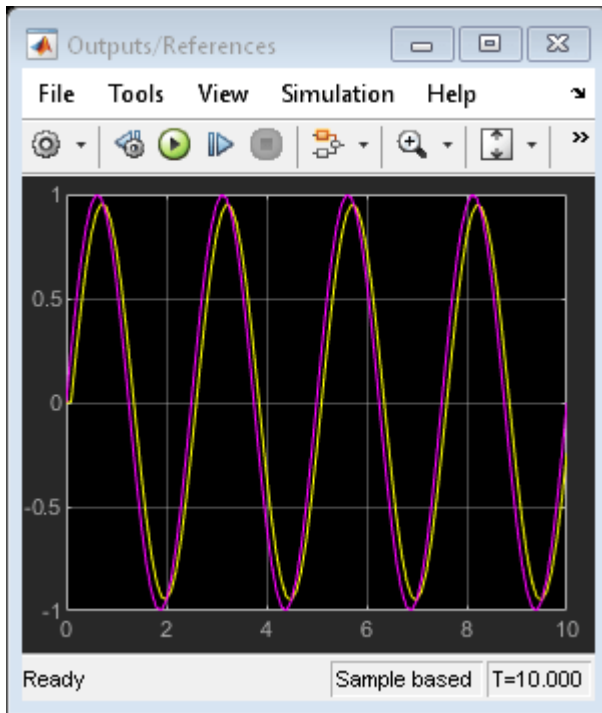 Outputs/References
File Tools View Simulation Help
1
0.5
0
-0.5
-1
0 2 4 6 8 10
Ready Sample based T=10.000